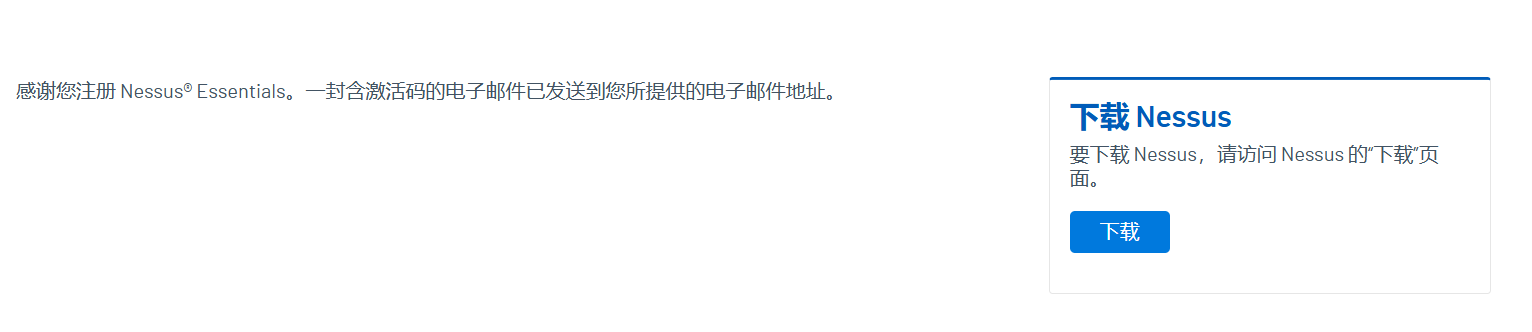 感谢您注册 Nessus® Essentials。一封含激活码的电子邮件已发送到您所提供的电子邮件地址。
下载 Nessus
要下载 Nessus，请访问 Nessus 的“下载”页
面。
下载